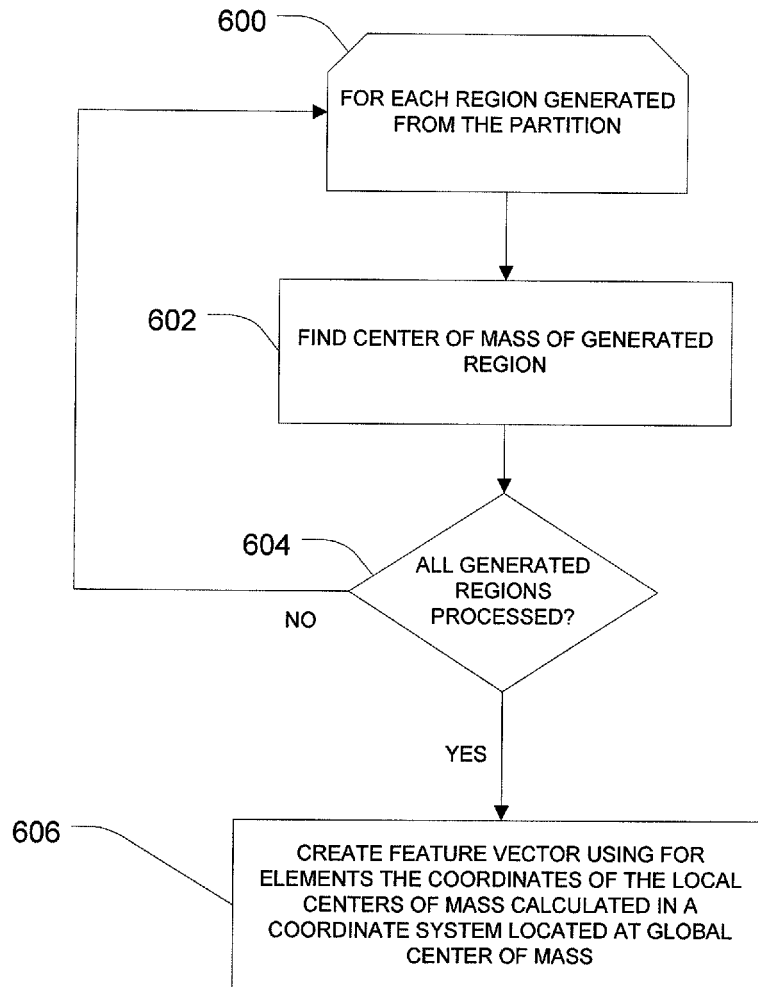 600
FOR EACH REGION GENERATED
FROM THE PARTITION
602
FIND CENTER OF MASS OF GENERATED
REGION
604
ALL GENERATED
REGIONS
PROCESSED?
NO
YES
606
CREATE FEATURE VECTOR USING FOR
ELEMENTS THE COORDINATES OF THE LOCAL
CENTERS OF MASS CALCULATED IN A
COORDINATE SYSTEM LOCATED AT GLOBAL
CENTER OF MASS